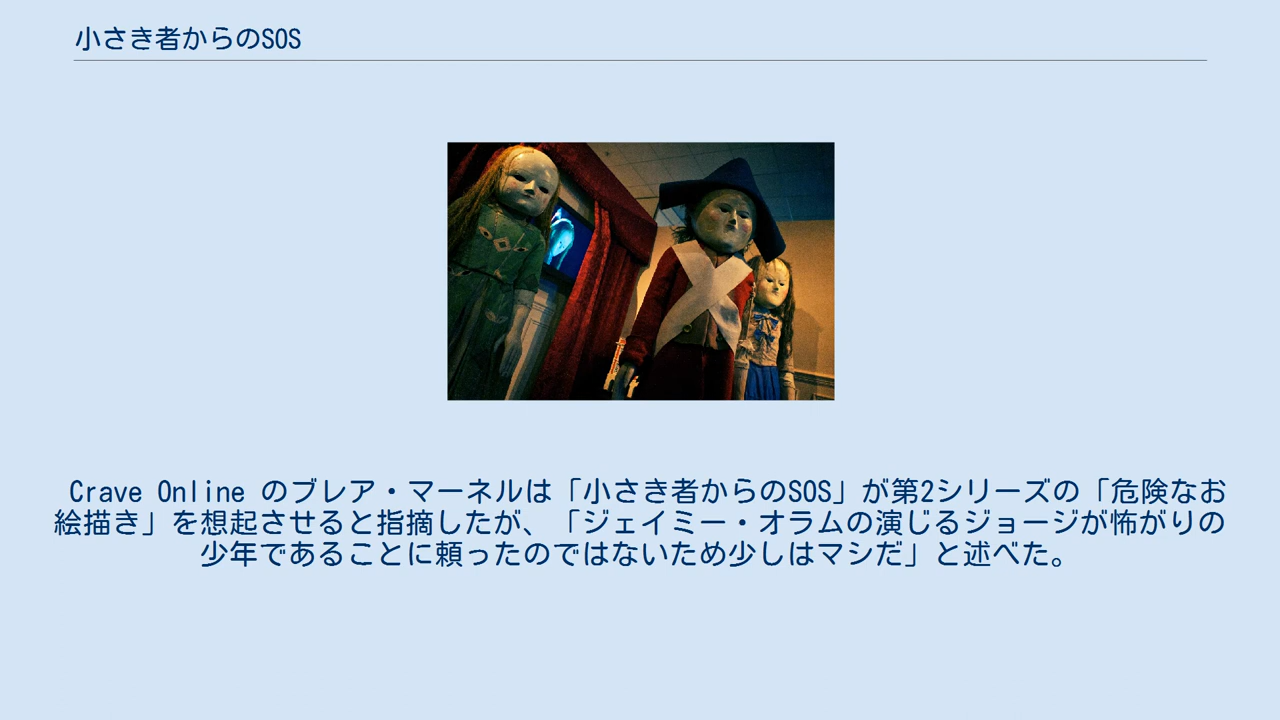 小さき者からのSOS
Crave Online のブレア・マーネルは「小さき者からのSOS」が第2シリーズの「危険なお
絵描き」を想起させると指摘したが、「ジェイミー・オラムの演じるジョージが怖がりの
少年であることに頼ったのではないため少しはマシだ」と述べた。